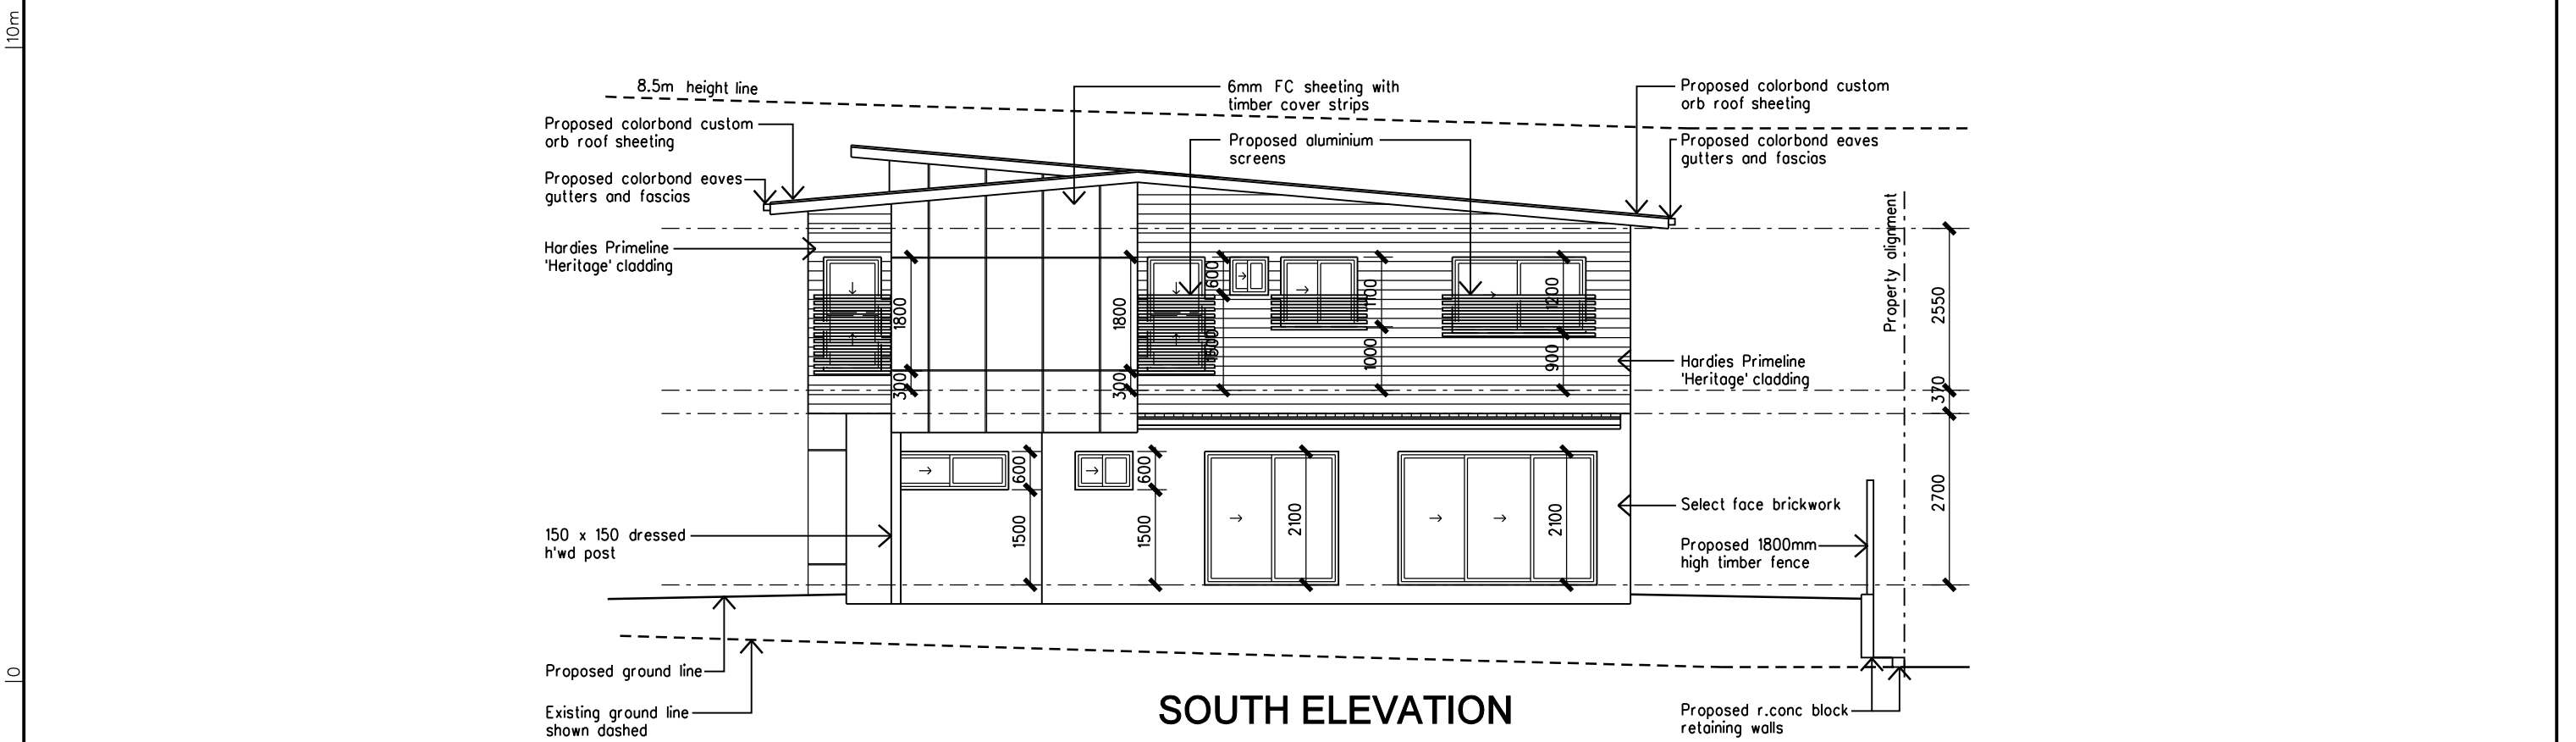 10m
8.5m height line
6mm FC sheeting with
timber cover strips
Proposed colorbond custom
orb roof sheeting
Proposed colorbond custom
orb roof sheeting
Proposed aluminium
screens
Proposed colorbond eaves
gutters and fascias
Proposed colorbond eaves
gutters and fascias
Hardies Primeline
'Heritage' cladding
Property alignment
600
1800
1800
1200
2550
1000
900
300
300
370
Hardies Primeline
'Heritage' cladding
600
600
1500
1500
2100
2100
2700
Select face brickwork
150 x 150 dressed
h'wd post
Proposed 1800mm
high timber fence
Proposed ground line
0
Existing ground line
shown dashed
SOUTH ELEVATION
Proposed r.conc block
retaining walls